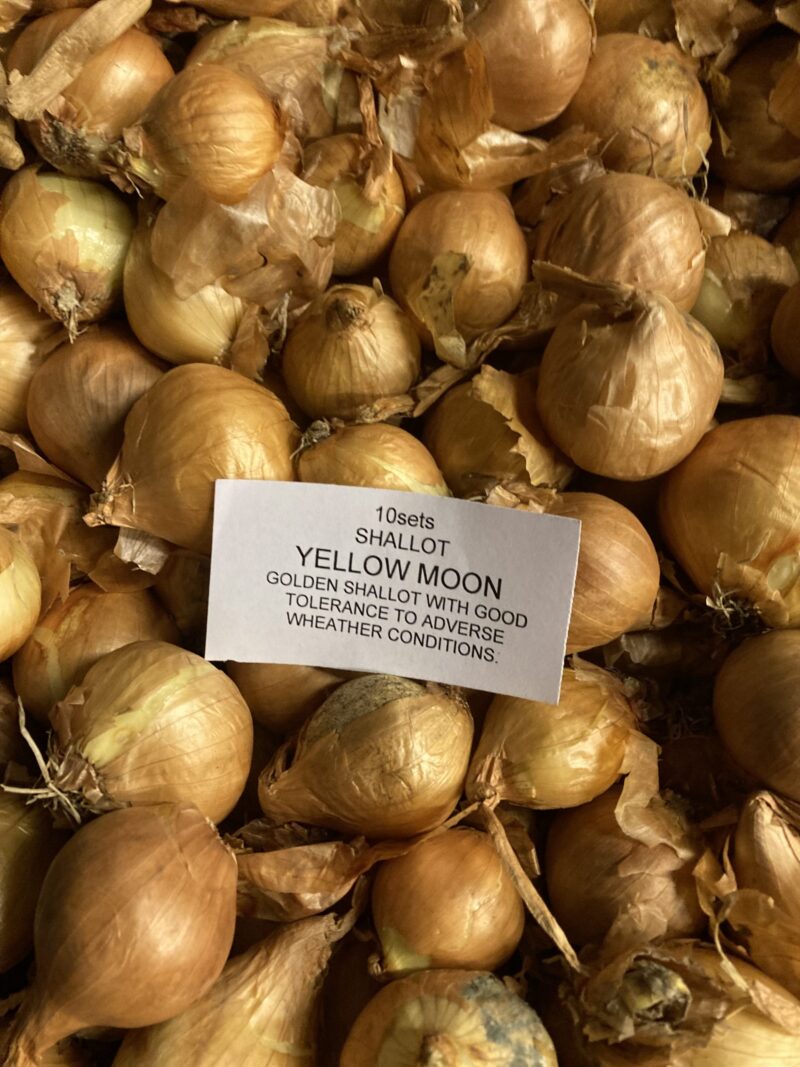 10sets
SHALLOT
YELLOW MOON
GOLDEN SHALLOT WITH GOOD
TOLERANCE TO ADVERSE
WHEATHER CONDITIONS.